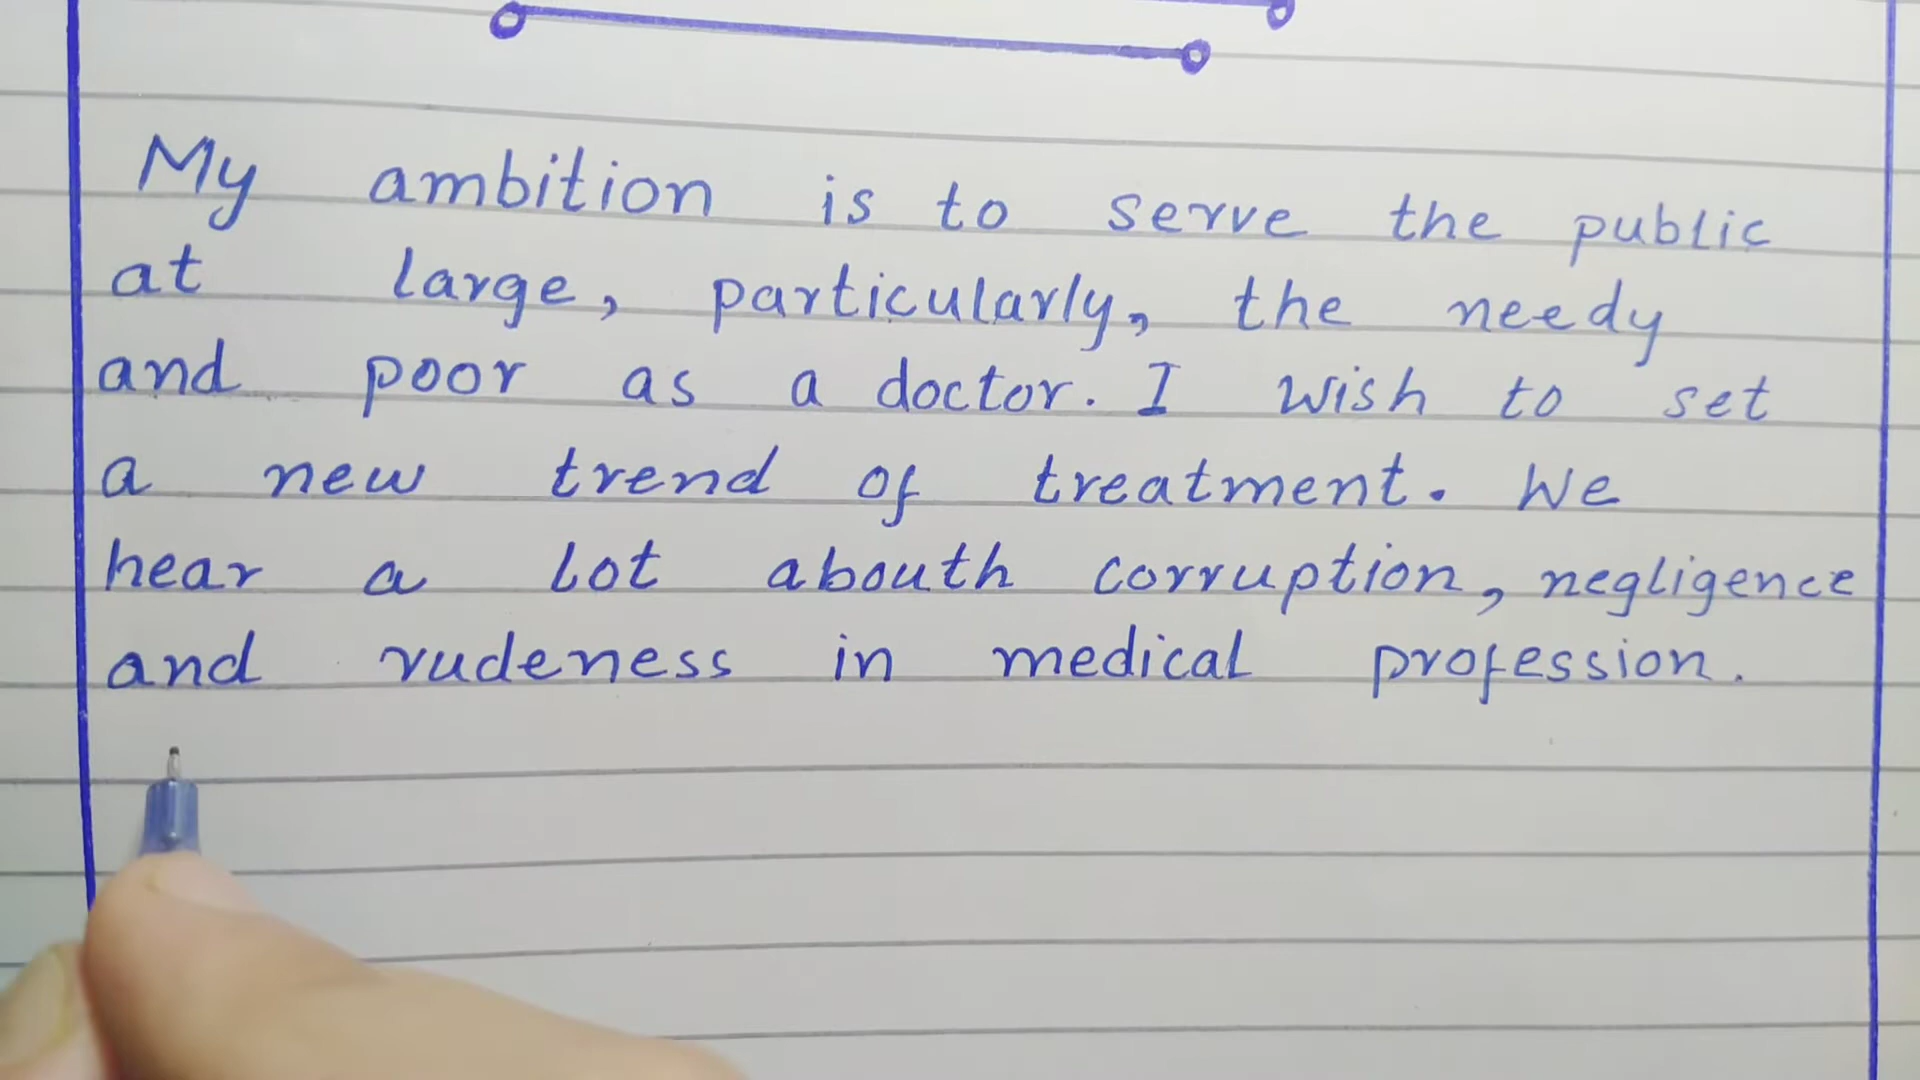 My ambition is to serve the public
at large, particularly, the needy
and poor as a doctor. I wish to set
a new trend of treatment. We
hear a lot abouth corruption, negligence
and rudeness in medical profession.